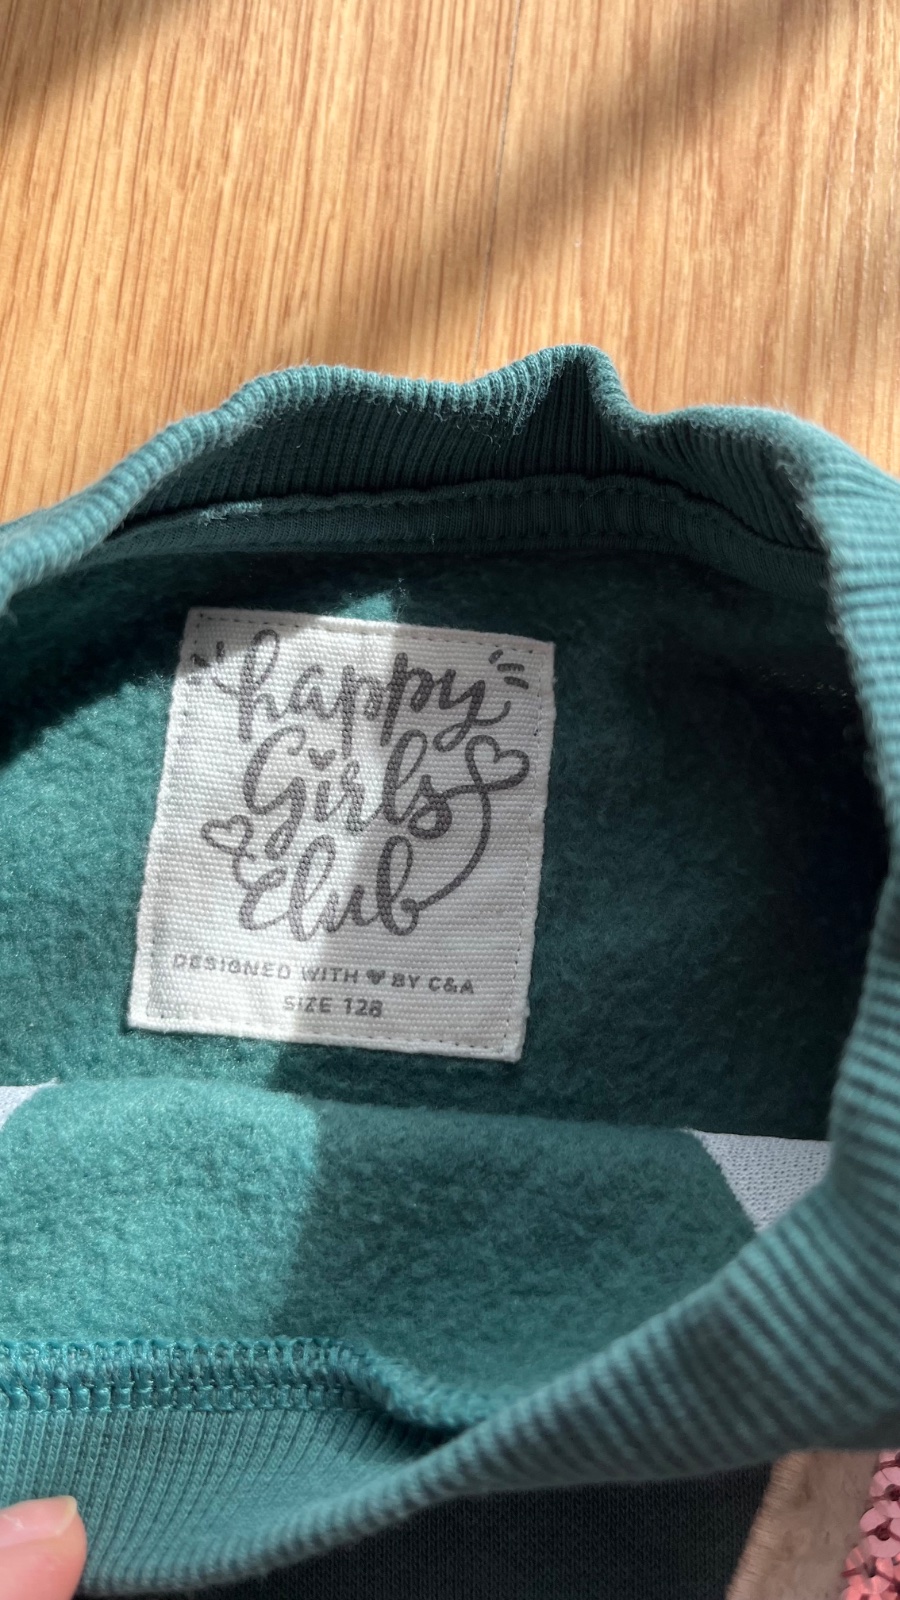 happy
Girls
Club
DESIGNED WITH ♥ BY C&A
SIZE 128